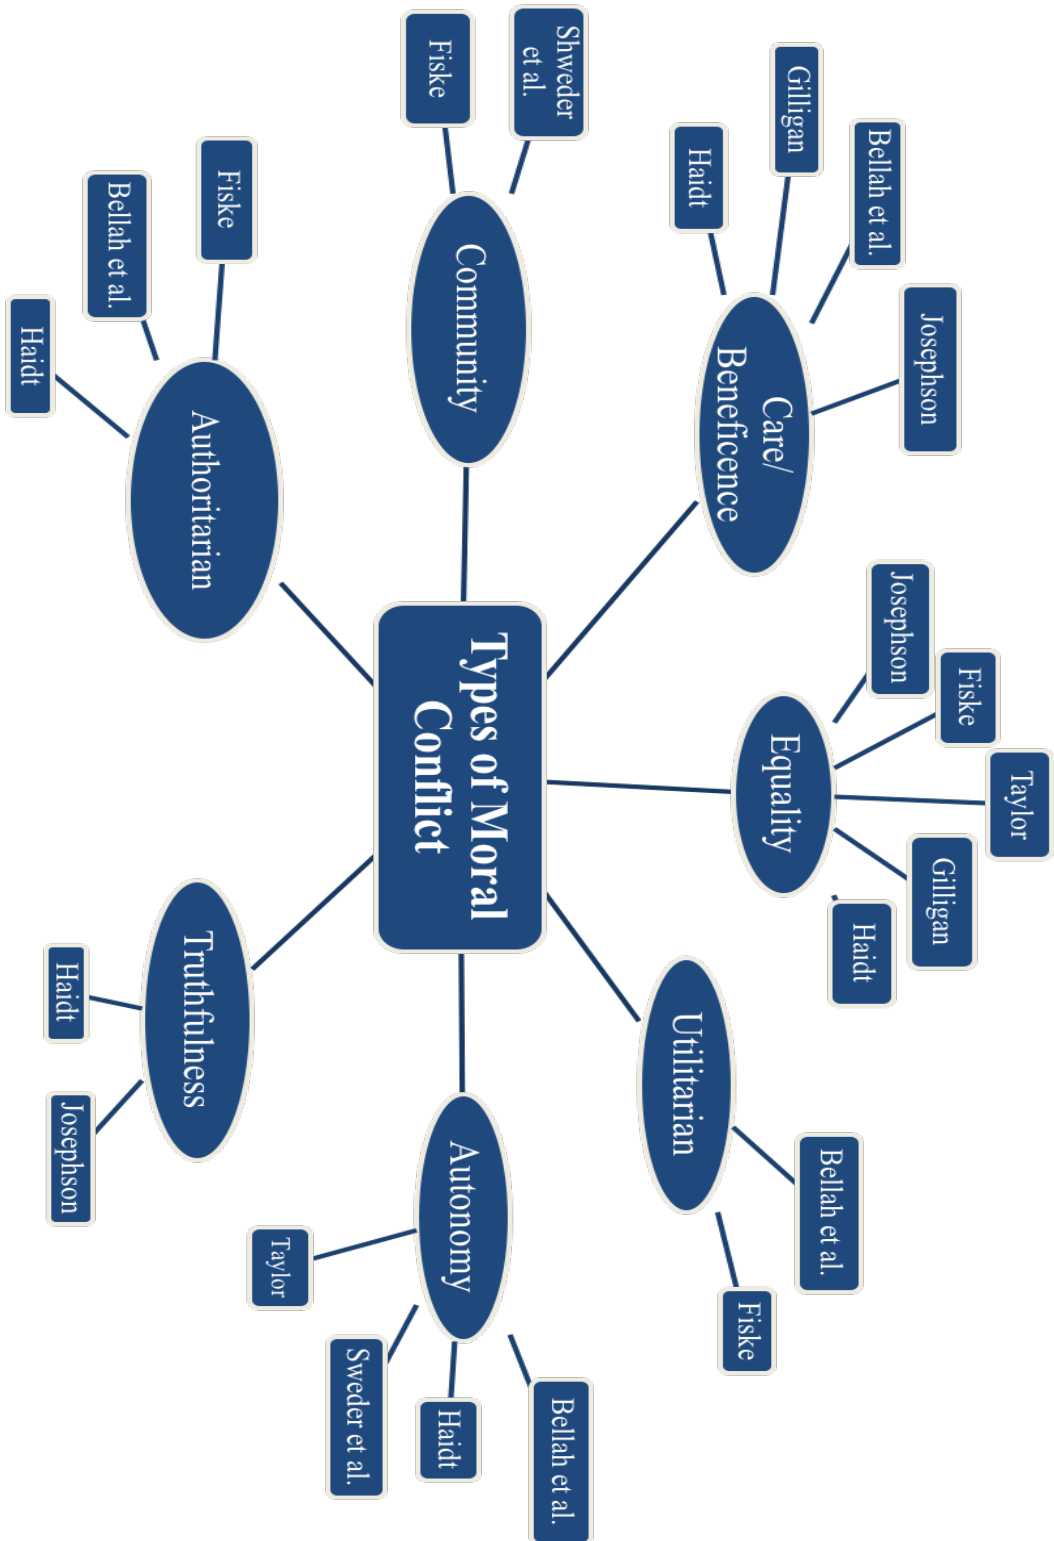 Types of Moral
Conflict
Care/
Beneficence
Haidt
Gilligan
Bellah et al.
Josephson
Equality
Josephson
Fiske
Taylor
Gilligan
Haidt
Utilitarian
Bellah et al.
Fiske
Autonomy
Bellah et al.
Haidt
Sweder et al.
Taylor
Truthfulness
Josephson
Haidt
Authoritarian
Haidt
Bellah et al.
Fiske
Community
Fiske
Shweder
et al.